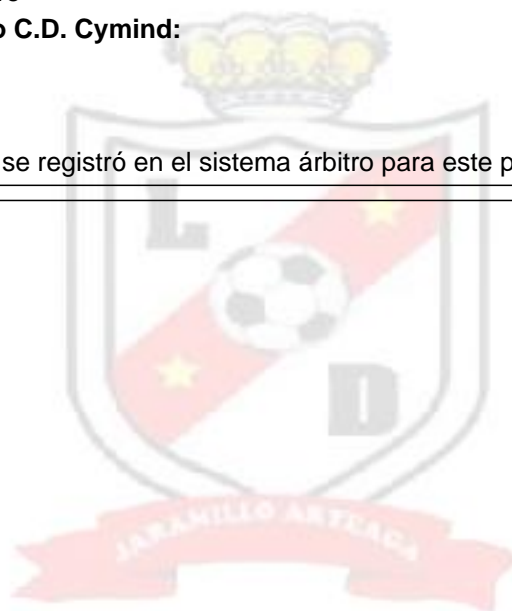 o C.D. Cymind:
se registró en el sistema árbitro para este p
L
D
JARAMILLO ARTEAGA